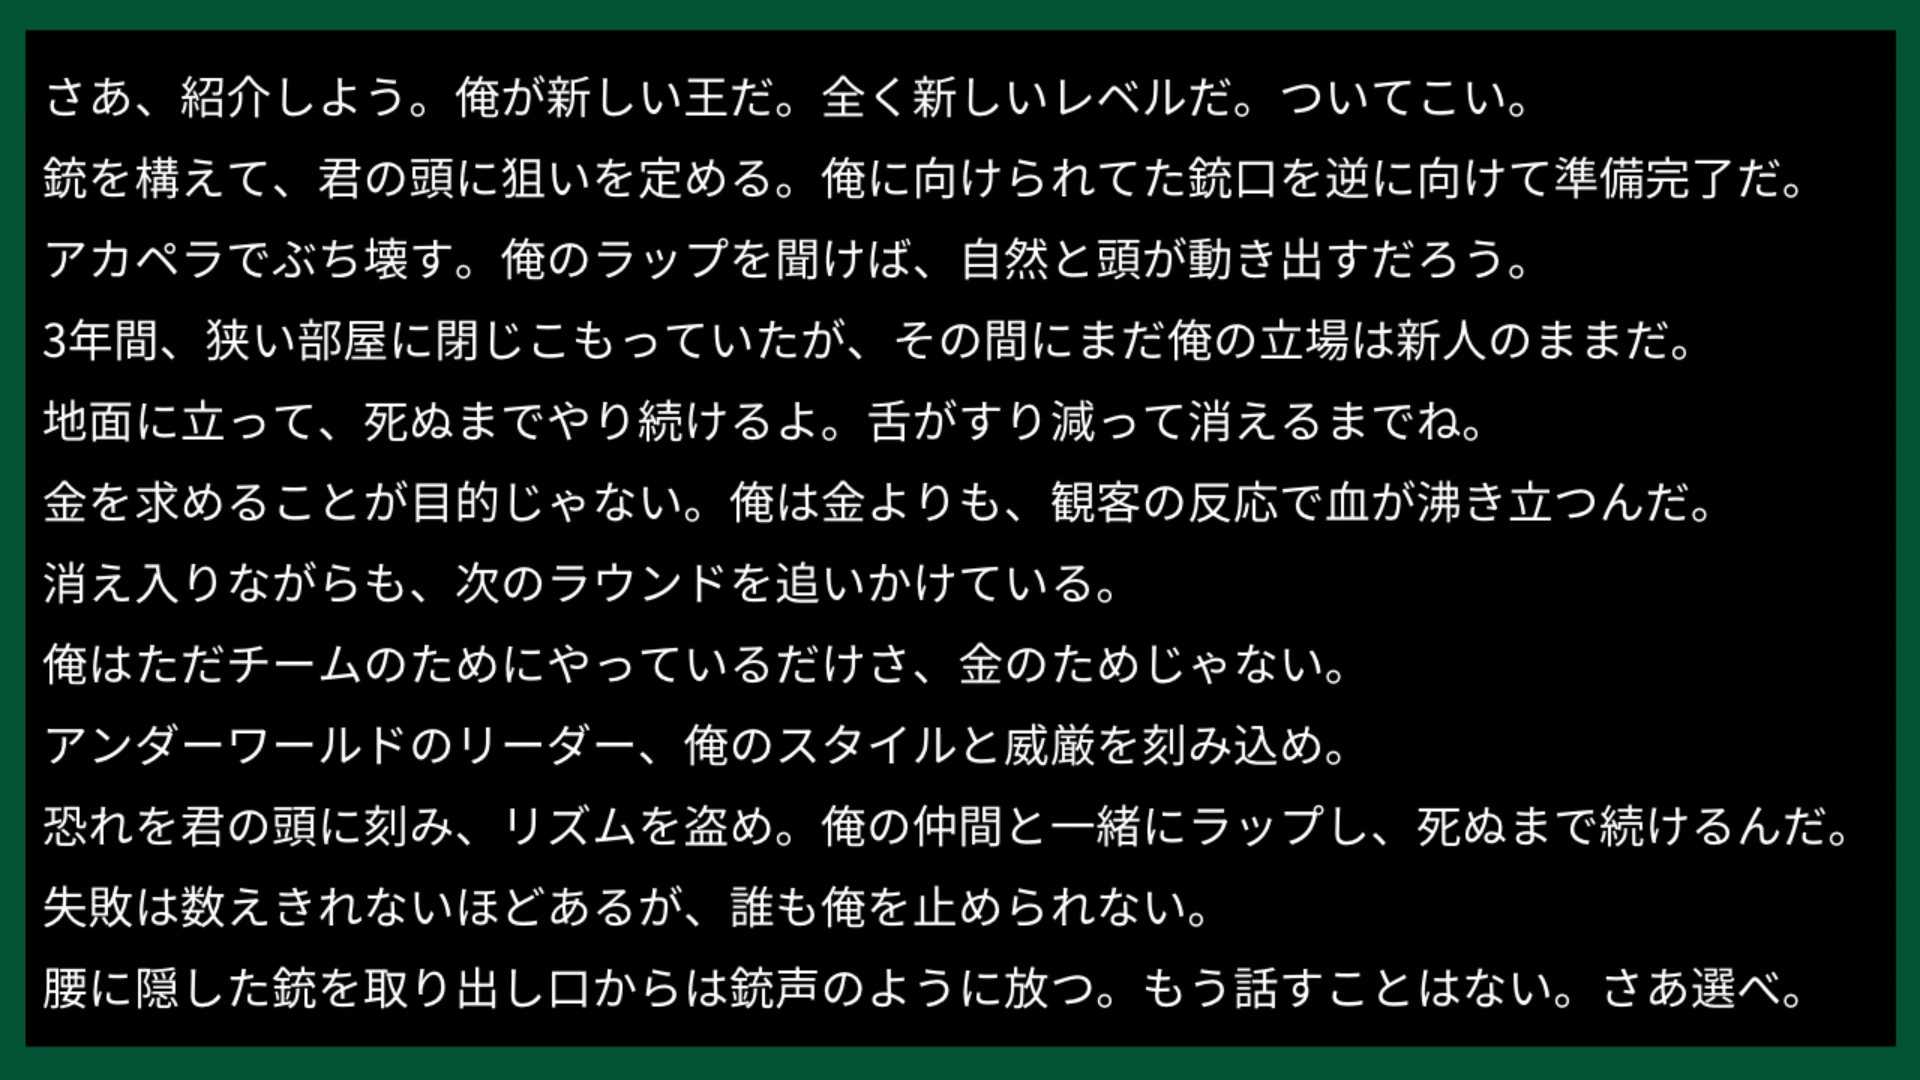 さあ、紹介しよう。俺が新しい王だ。全く新しいレベルだ。ついてこい。
銃を構えて、君の頭に狙いを定める。俺に向けられてた銃口を逆に向けて準備完了だ。
アカペラでぶち壊す。俺のラップを聞けば、自然と頭が動き出すだろう。
3年間、狭い部屋に閉じこもっていたが、その間にまだ俺の立場は新人のままだ。
地面に立って、死ぬまでやり続けるよ。舌がすり減って消えるまでね。
金を求めることが目的じゃない。俺は金よりも、観客の反応で血が沸き立つんだ。
消え入りながらも、次のラウンドを追いかけている。
俺はただチームのためにやっているだけさ、金のためじゃない。
アンダーワールドのリーダー、俺のスタイルと威厳を刻み込め。
恐れを君の頭に刻み、リズムを盗め。俺の仲間と一緒にラップし、死ぬまで続けるんだ。
失敗は数えきれないほどあるが、誰も俺を止められない。
腰に隠した銃を取り出し口からは銃声のように放つ。もう話すことはない。さあ選べ。